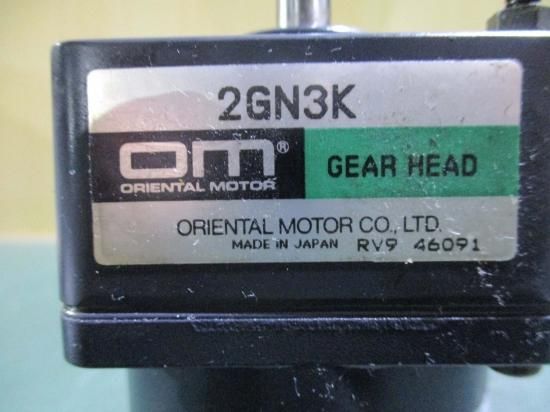 2GN3K
om®
ORIENTAL MOTOR
GEAR HEAD
ORIENTAL MOTOR CO., LTD.
MADE IN JAPAN RV9 46091